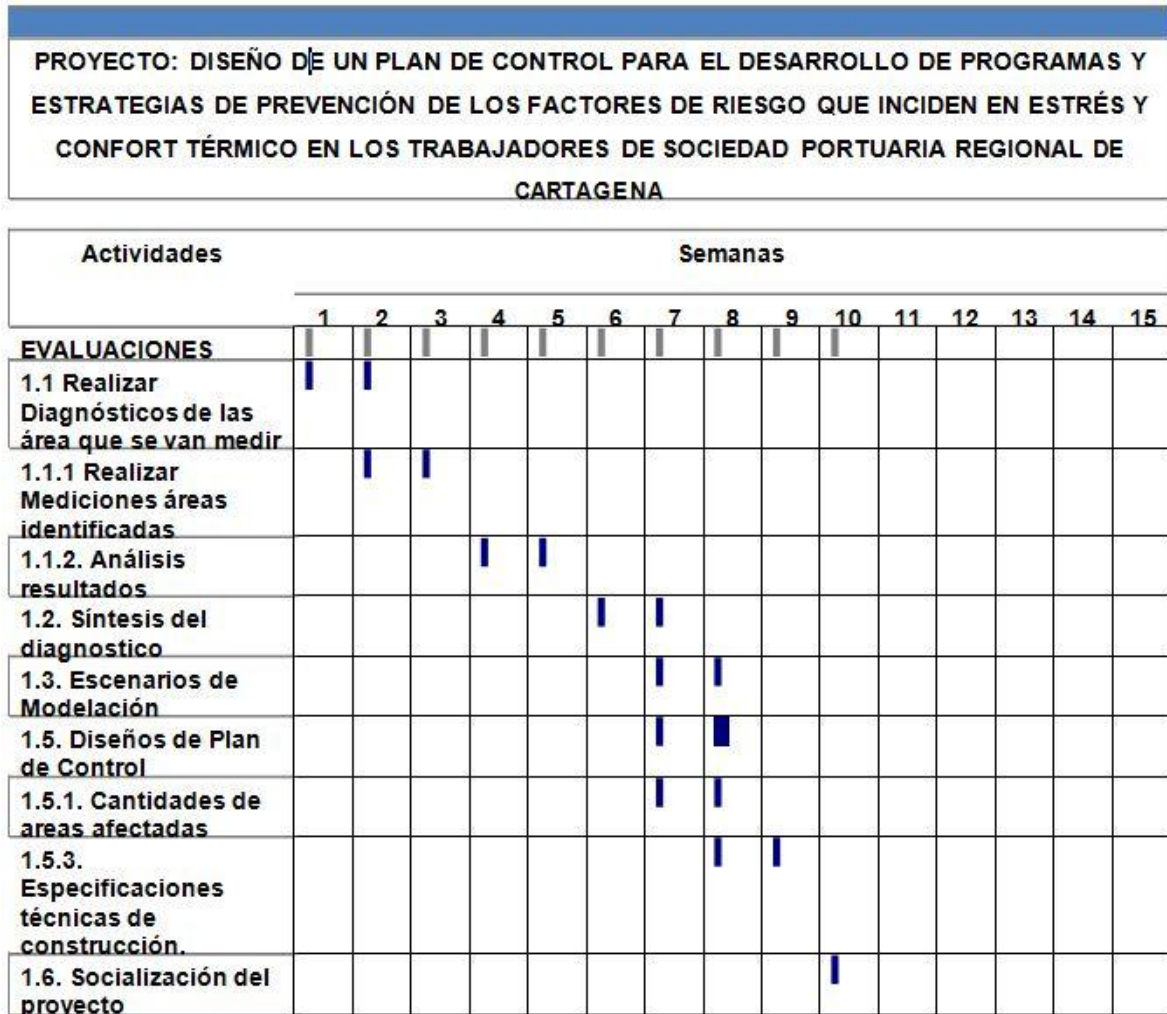 PROYECTO: DISEÑO DE UN PLAN DE CONTROL PARA EL DESARROLLO DE PROGRAMAS Y
ESTRATEGIAS DE PREVENCIÓN DE LOS FACTORES DE RIESGO QUE INCIDEN EN ESTRÉS Y
CONFORT TÉRMICO EN LOS TRABAJADORES DE SOCIEDAD PORTUARIA REGIONAL DE
CARTAGENA
Actividades Semanas
1 2 3 4 5 6 7 8 9 10 11 12 13 14 15
EVALUACIONES
1.1 Realizar
Diagnósticos de las
área que se van medir
1.1.1 Realizar
Mediciones áreas
identificadas
1.1.2. Análisis
resultados
1.2. Síntesis del
diagnostico
1.3. Escenarios de
Modelación
1.5. Diseños de Plan
de Control
1.5.1. Cantidades de
areas afectadas
1.5.3.
Especificaciones
técnicas de
construcción.
1.6. Socialización del
proyecto